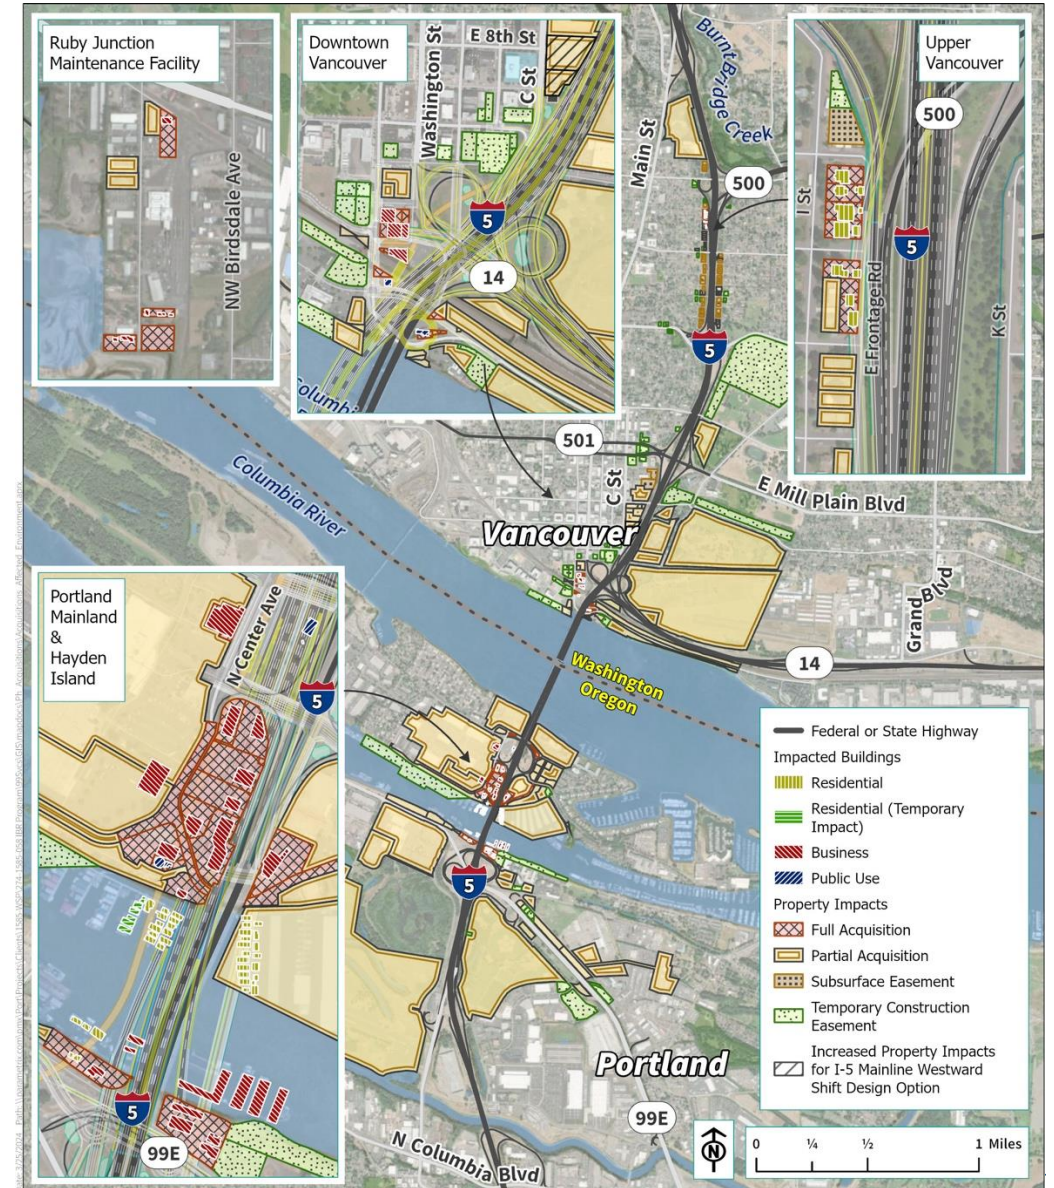 Ruby Junction
Maintenance Facility
NW Birdsdale Ave
Downtown
Vancouver
Washington St
E 8th St
C St
5
14
Columbia
Burnt Bridge Creek
Main St
500
5
Upper
Vancouver
500
I St
5
E Frontage Rd
K St
501
C St
E Mill Plain Blvd
Columbia River
Vancouver
Grand Blvd
14
Washington
Oregon
Portland
Mainland
&
Hayden
Island
N Center Ave
5
5
99E
5
Portland
99E
N Columbia Blvd
Federal or State Highway
Impacted Buildings
Residential
Residential (Temporary
Impact)
Business
Public Use
Property Impacts
Full Acquisition
Partial Acquisition
Subsurface Easement
Temporary Construction
Easement
Increased Property Impacts
for I-5 Mainline Westward
Shift Design Option
N
0 ¼ ½ 1 Miles